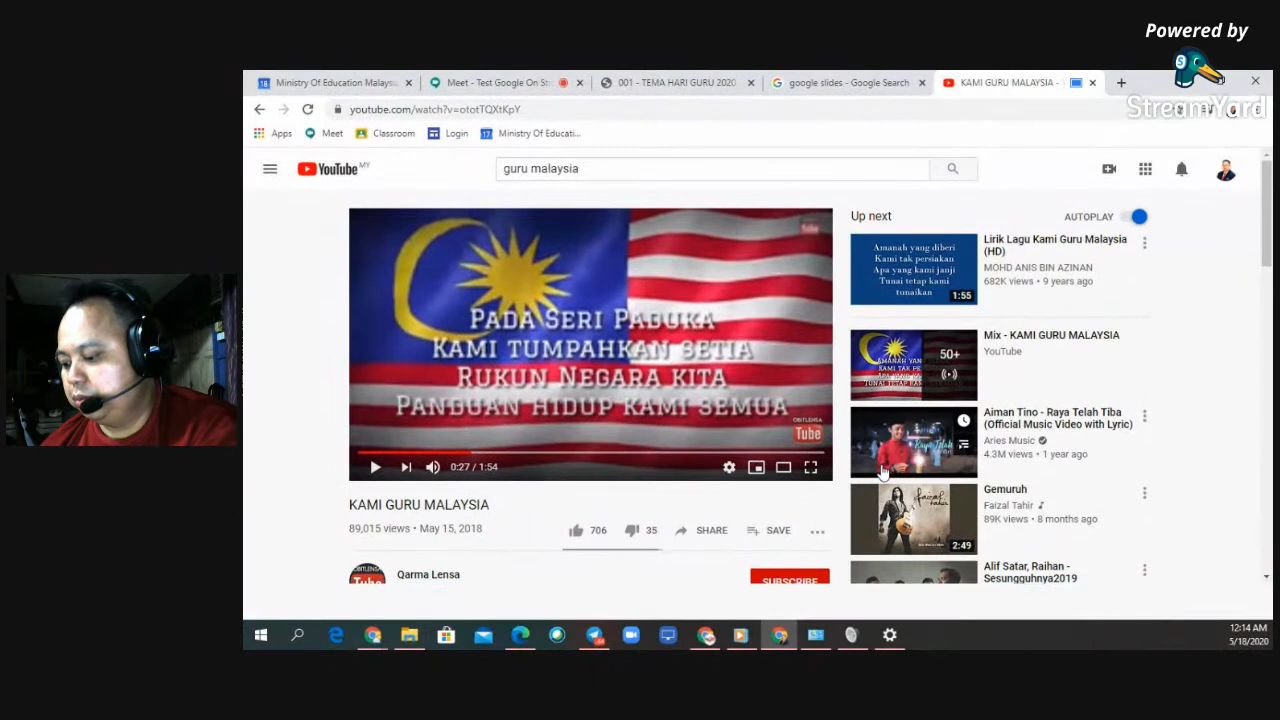 Powered by
StreamYard
Ministry Of Education Malays
Meet - Test Google On St
001 - TEMA HARI GURU 2020
google slides - Google Search
KAMI GURU MALAYSIA -
youtube.com/watch?v=ototTQXtKpY
Apps
Meet
Classroom
Login
Ministry Of Educati...
YouTube MY
guru malaysia
PADA SERI PADUKA
KAMI TUMPAHKAN SETIA
RUKUN NEGARA KITA
PANDUAN HIDUP KAMI SEMUA
OBITLENSA
Tube
0:27 / 1:54
KAMI GURU MALAYSIA
89,015 views • May 15, 2018
706
35
SHARE
SAVE
Qarma Lensa
SUBSCRIBE
Up next
AUTOPLAY
Amanah yang diberi
Kami tak persiakan
Apa yang kami janji
Tunai tetap kami
tunaikan
1:55
Lirik Lagu Kami Guru Malaysia
(HD)
MOHD ANIS BIN AZINAN
682K views • 9 years ago
50+
Mix - KAMI GURU MALAYSIA
YouTube
Aiman Tino - Raya Telah Tiba
(Official Music Video with Lyric)
Aries Music
4.3M views • 1 year ago
2:49
Gemuruh
Faizal Tahir
89K views • 8 months ago
Alif Satar, Raihan -
Sesungguhnya2019
12:14 AM
5/18/2020